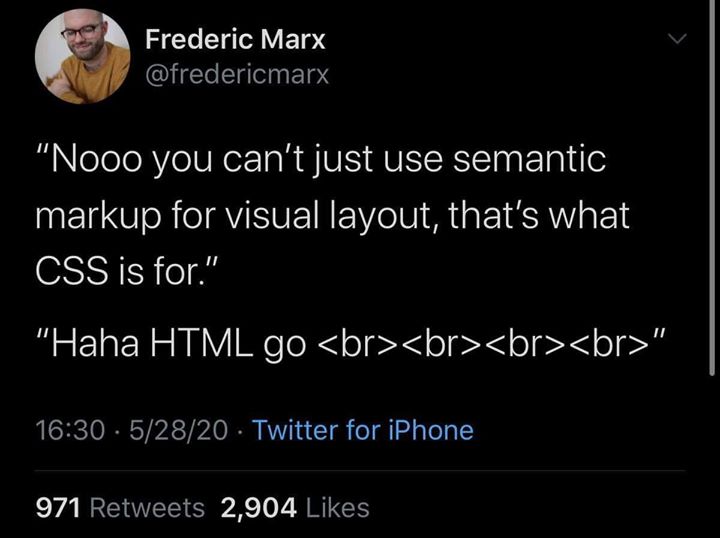 Frederic Marx
@fredericmarx
“Nooo you can’t just use semantic
markup for visual layout, that’s what
CSS is for.”
“Haha HTML go <br><br><br><br>”
16:30 · 5/28/20 · Twitter for iPhone
971 Retweets 2,904 Likes